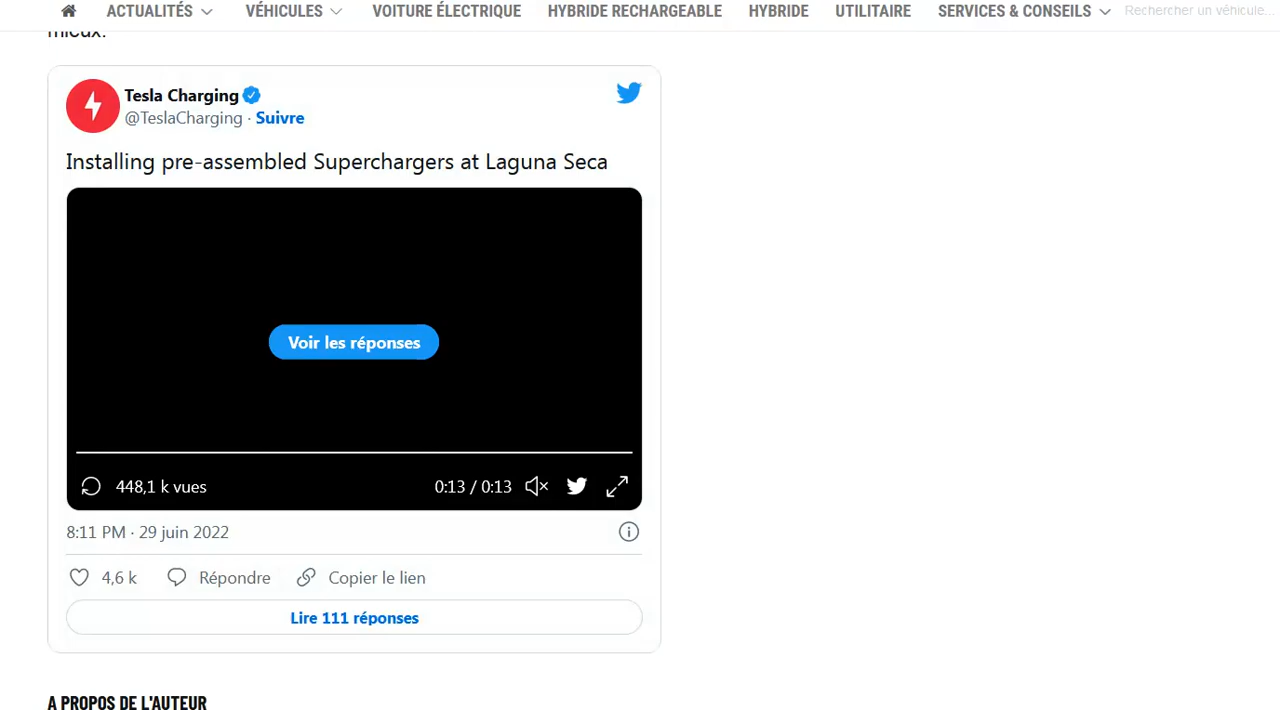 ACTUALITÉS VÉHICULES VOITURE ÉLECTRIQUE HYBRIDE RECHARGEABLE HYBRIDE UTILITAIRE SERVICES & CONSEILS Rechercher un véhicule...
mieux.
Tesla Charging
@TeslaCharging · Suivre
Installing pre-assembled Superchargers at Laguna Seca
Voir les réponses
448,1 k vues 0:13 / 0:13
8:11 PM · 29 juin 2022
4,6 k Répondre Copier le lien
Lire 111 réponses
A PROPOS DE L'AUTEUR